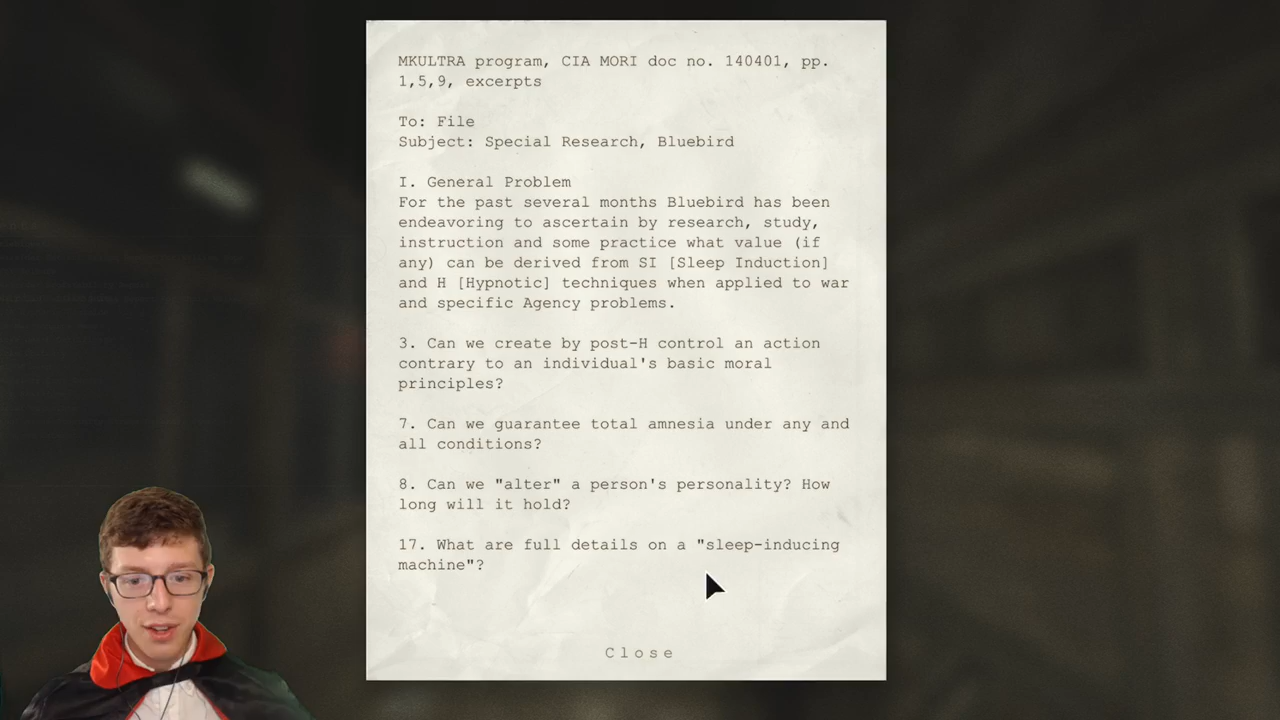 MKULTRA program, CIA MORI doc no. 140401, pp.
1,5,9, excerpts
To: File
Subject: Special Research, Bluebird
I. General Problem
For the past several months Bluebird has been
endeavoring to ascertain by research, study,
instruction and some practice what value (if
any) can be derived from SI [Sleep Induction]
and H [Hypnotic] techniques when applied to war
and specific Agency problems.
3. Can we create by post-H control an action
contrary to an individual's basic moral
principles?
7. Can we guarantee total amnesia under any and
all conditions?
8. Can we "alter" a person's personality? How
long will it hold?
17. What are full details on a "sleep-inducing
machine"?
Close